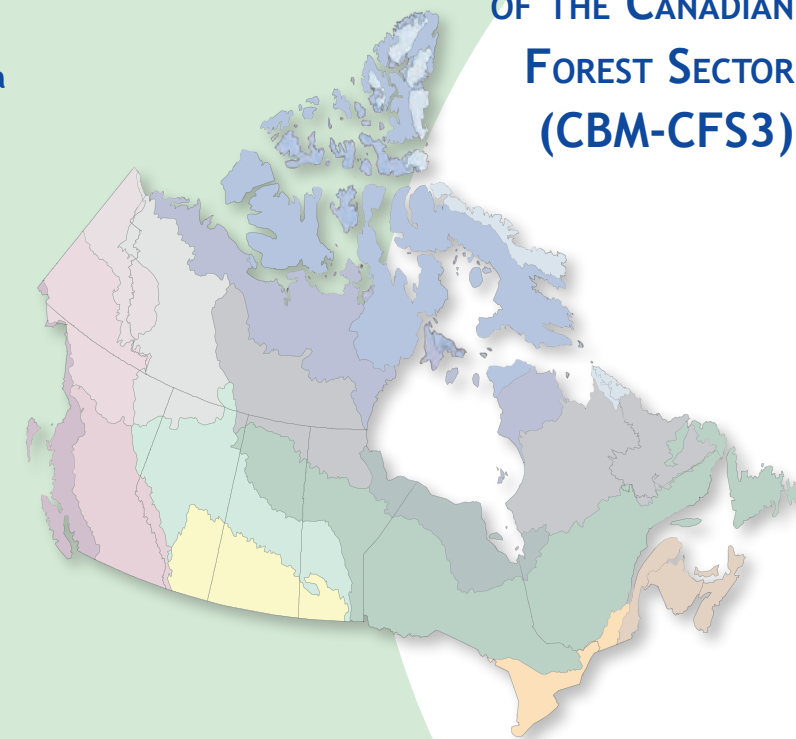 OF THE CANADIAN
FOREST SECTOR
(CBM-CFS3)